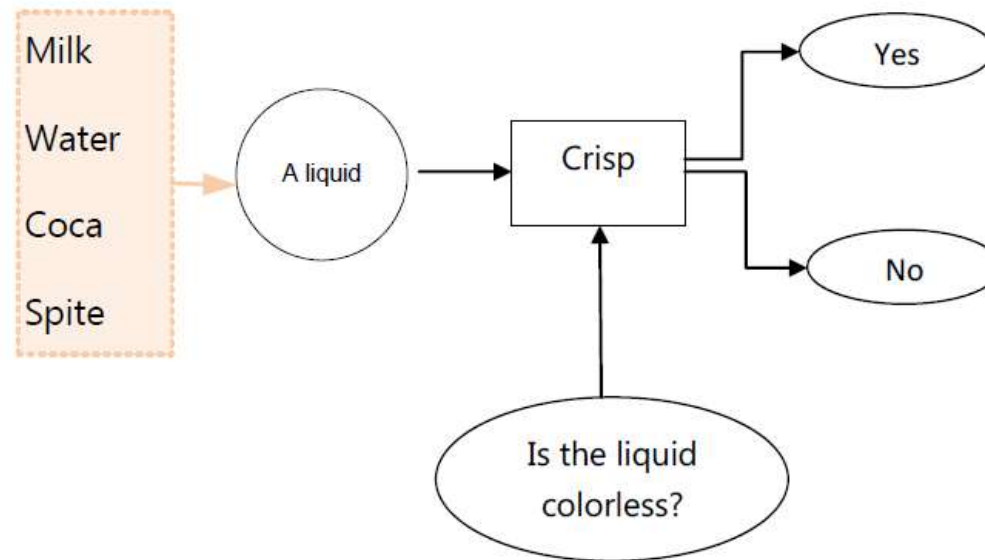 Milk
Water
Coca
Spite
A liquid
Crisp
Yes
No
Is the liquid
colorless?